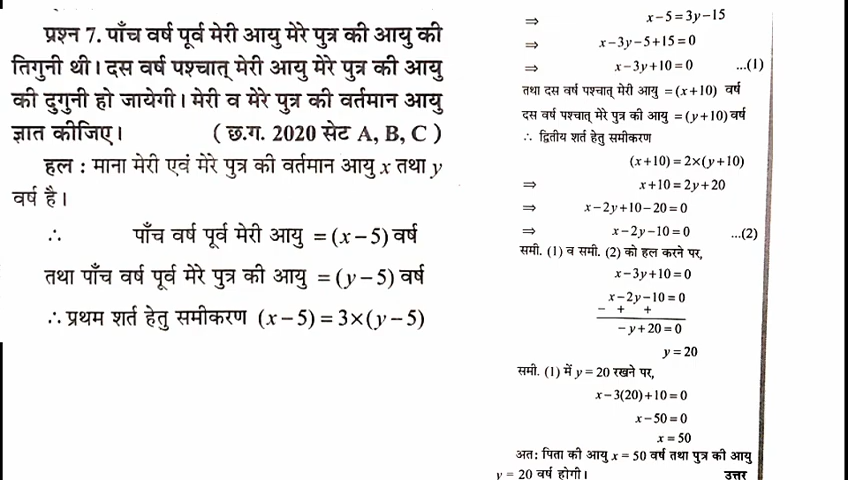 प्रश्न 7. पाँच वर्ष पूर्व मेरी आयु मेरे पुत्र की आयु की
तिगुनी थी। दस वर्ष पश्चात् मेरी आयु मेरे पुत्र की आयु
की दुगुनी हो जायेगी। मेरी व मेरे पुत्र की वर्तमान आयु
ज्ञात कीजिए। ( छ.ग. 2020 सेट A, B, C )
हल : माना मेरी एवं मेरे पुत्र की वर्तमान आयु x तथा y
वर्ष है।
∴ पाँच वर्ष पूर्व मेरी आयु = (x−5) वर्ष
तथा पाँच वर्ष पूर्व मेरे पुत्र की आयु = (y−5) वर्ष
∴ प्रथम शर्त हेतु समीकरण (x−5) = 3×(y−5)
⇒ x−5 = 3y−15
⇒ x−3y−5+15 = 0
⇒ x−3y+10 = 0 ...(1)
तथा दस वर्ष पश्चात् मेरी आयु = (x+10) वर्ष
दस वर्ष पश्चात् मेरे पुत्र की आयु = (y+10) वर्ष
∴ द्वितीय शर्त हेतु समीकरण
(x+10) = 2×(y+10)
⇒ x+10 = 2y+20
⇒ x−2y+10−20 = 0
⇒ x−2y−10 = 0 ...(2)
समी. (1) व समी. (2) को हल करने पर,
x−3y+10 = 0
x−2y−10 = 0
− + +
−y+20 = 0
y = 20
समी. (1) में y = 20 रखने पर,
x−3(20)+10 = 0
x−50 = 0
x = 50
अतः पिता की आयु x = 50 वर्ष तथा पुत्र की आयु
y = 20 वर्ष होगी। उत्तर